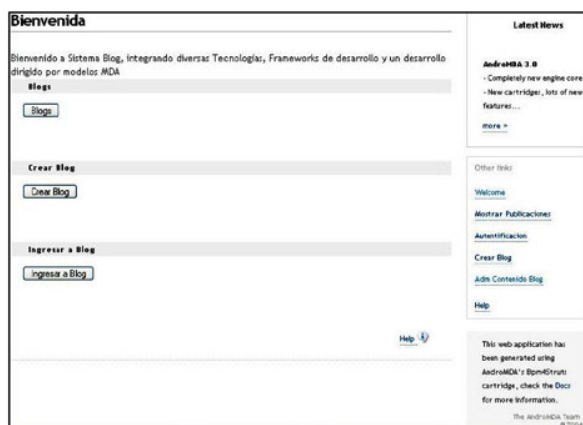 Bienvenida
Bienvenido a Sistema Blog, integrando diversas Tecnologías, Frameworks de desarrollo y un desarrollo
dirigido por modelos MDA
Blogs
Blogs
Crear Blog
Crear Blog
Ingresar a Blog
Ingresar a Blog
Help
Latest News
AndroMDA 3.0
- Completely new engine core
- New cartridges, lots of new
features...
more »
Other links
Welcome
Mostrar Publicaciones
Autentificacion
Crear Blog
Adm Contenido Blog
Help
This web application has
been generated using
AndroMDA's Bpm4Struts
cartridge, check the Docs
for more information.
The AndroMDA Team